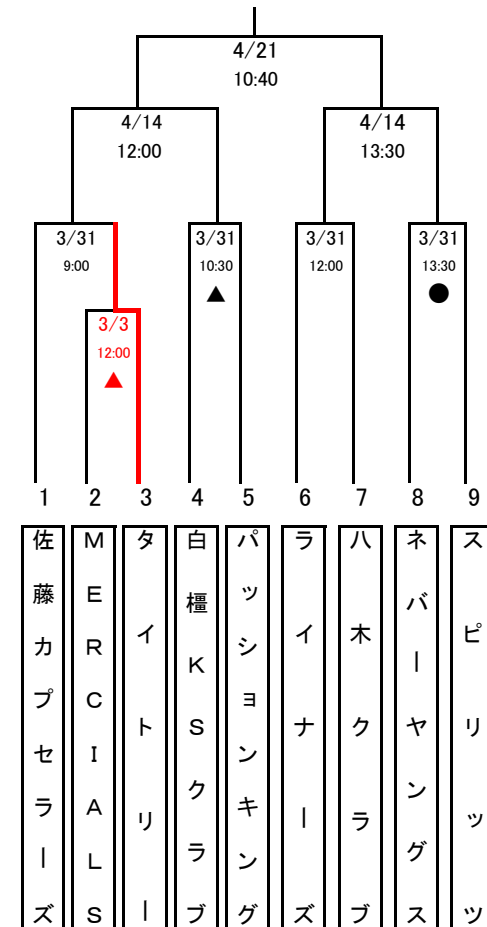 4/21
10:40
4/14
12:00
4/14
13:30
3/31
9:00
3/31
10:30
▲
3/31
12:00
3/31
13:30
●
3/3
12:00
▲
1 2 3 4 5 6 7 8 9
佐藤カプセラーズ
MERCIALS
タイトリー
白橿KSクラブ
パッションキング
ライナーズ
八木クラブ
ネバーヤングス
スピリッツ